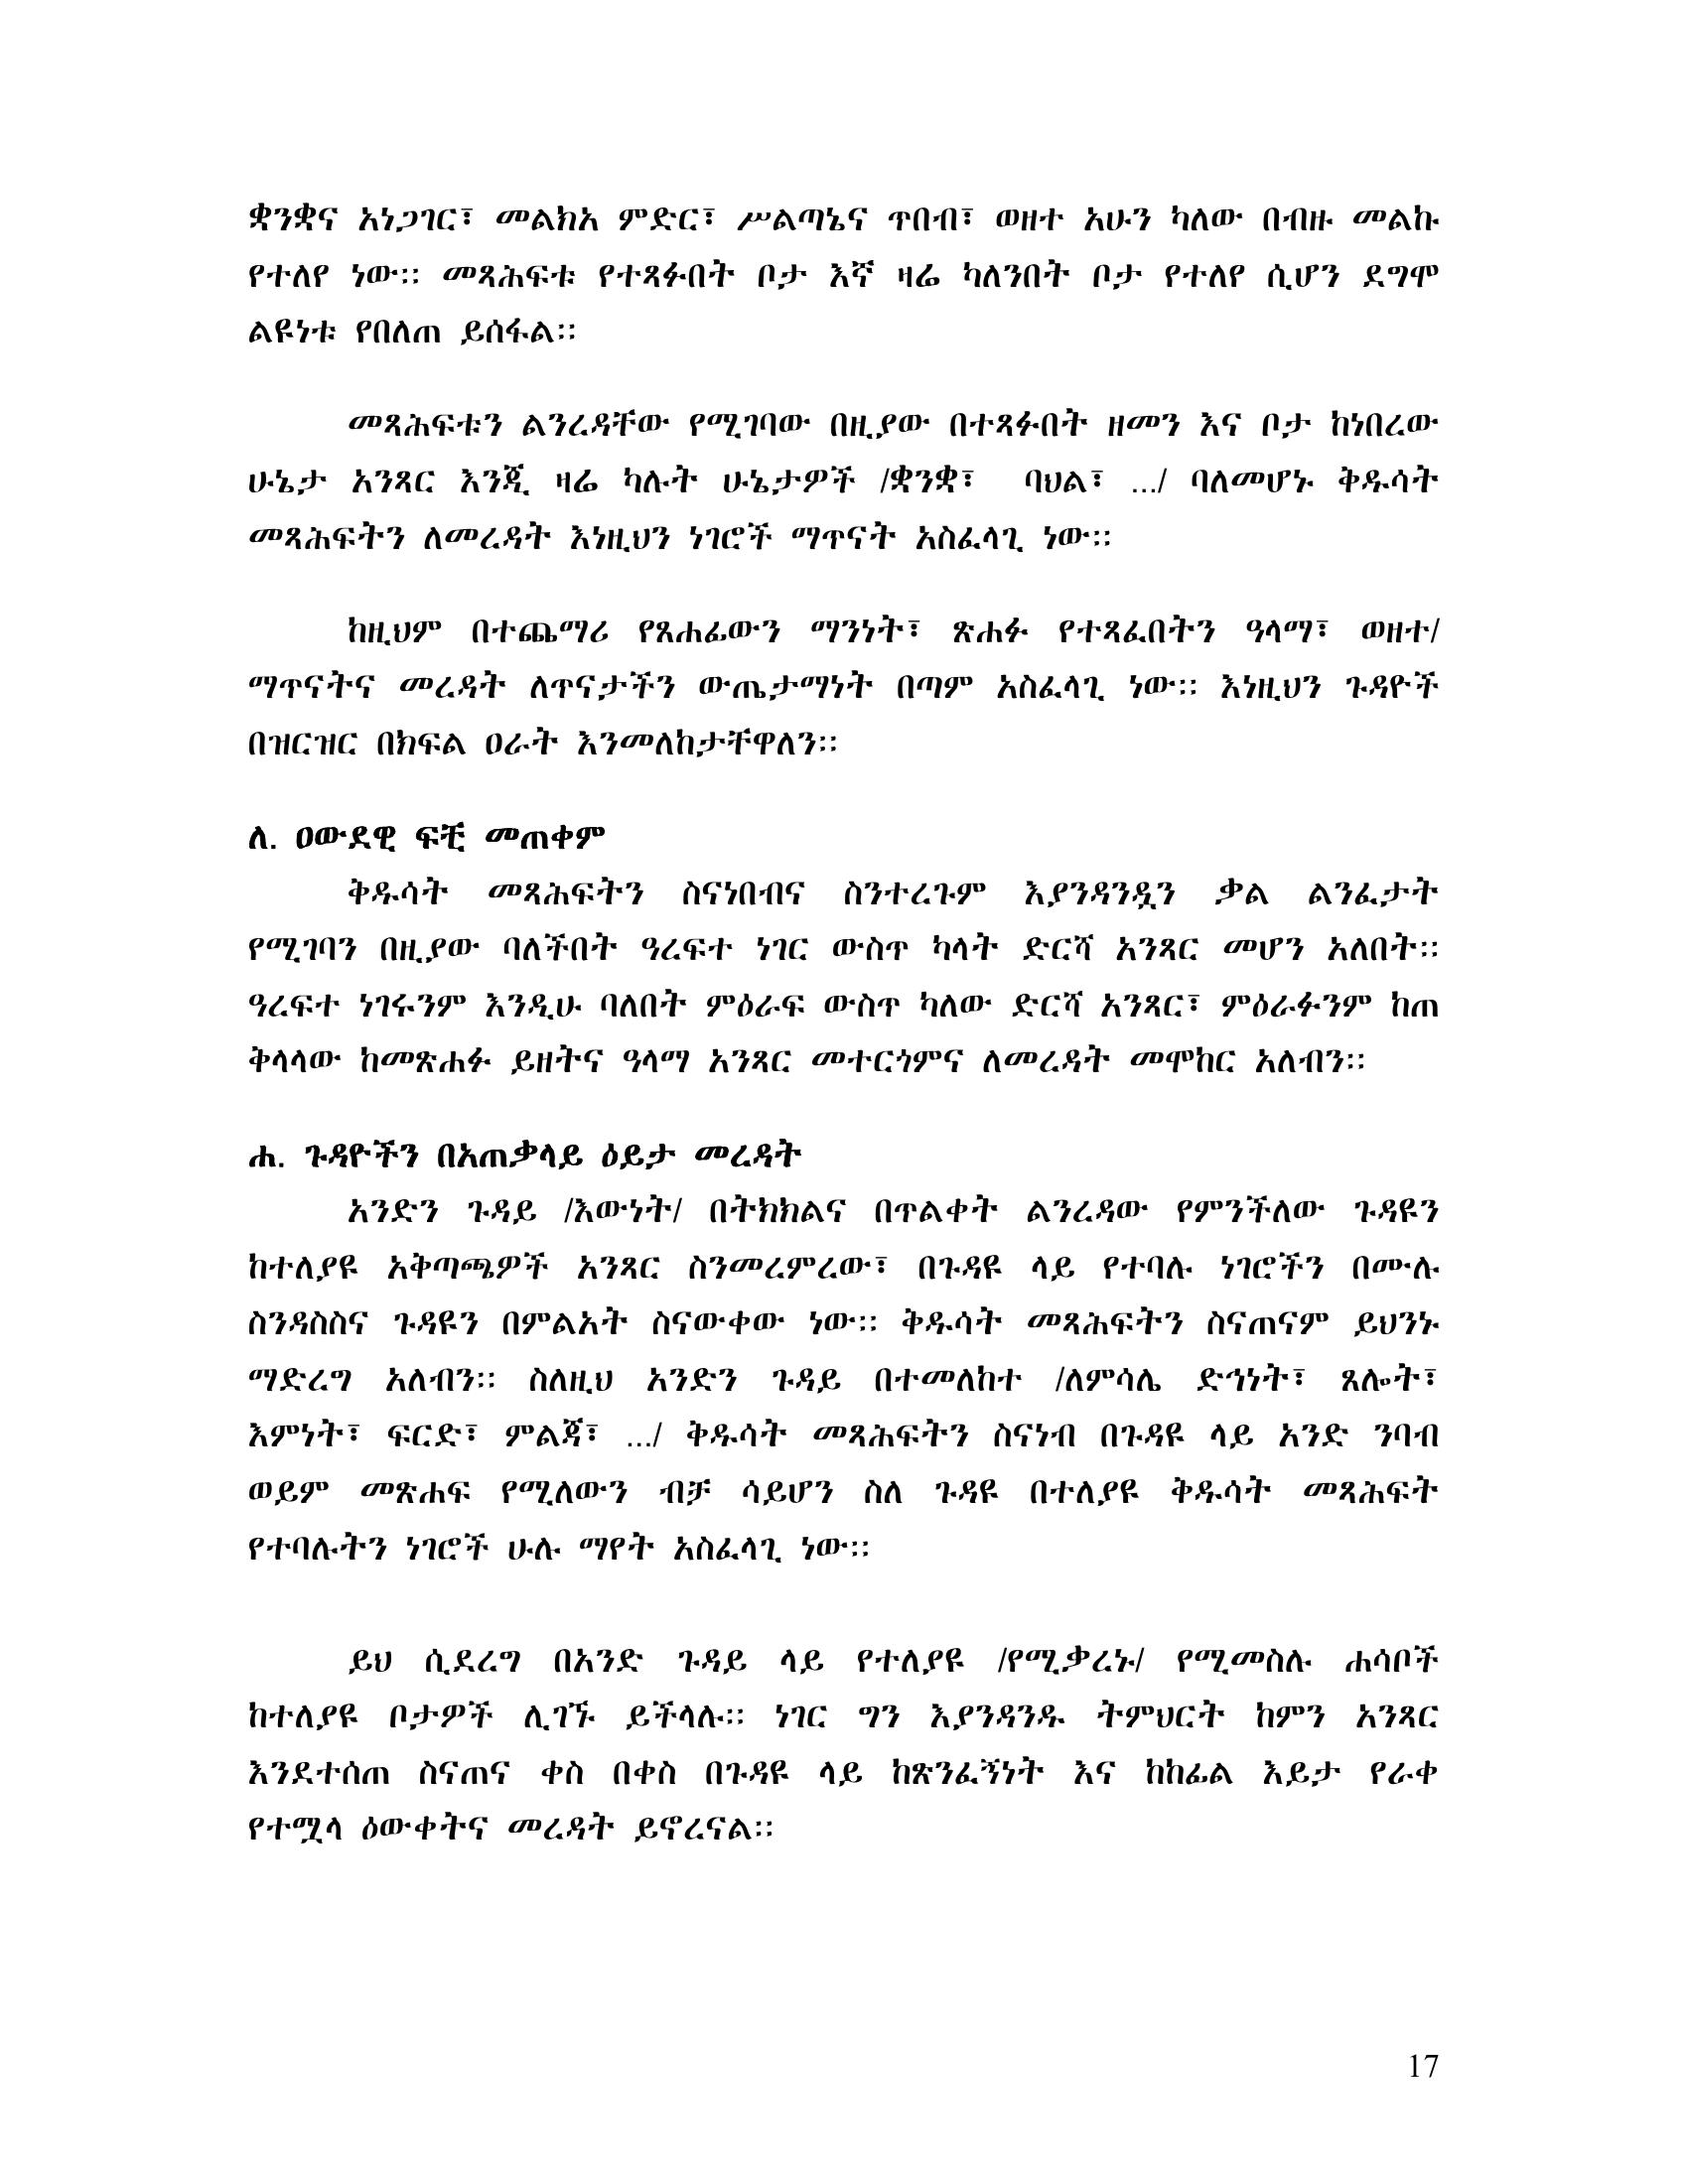 ቋንቋና አነጋገር፣ መልክአ ምድር፣ ሥልጣኔና ጥበብ፣ ወዘተ አሁን ካለው በብዙ መልኩ
የተለየ ነው። መጻሕፍቱ የተጻፉበት ቦታ እኛ ዛሬ ካለንበት ቦታ የተለየ ሲሆን ደግሞ
ልዩነቱ የበለጠ ይሰፋል።
መጻሕፍቱን ልንረዳቸው የሚገባው በዚያው በተጻፉበት ዘመን እና ቦታ ከነበረው
ሁኔታ አንጻር እንጂ ዛሬ ካሉት ሁኔታዎች /ቋንቋ፣ ባህል፣ .../ ባለመሆኑ ቅዱሳት
መጻሕፍትን ለመረዳት እነዚህን ነገሮች ማጥናት አስፈላጊ ነው።
ከዚህም በተጨማሪ የጸሐፊውን ማንነት፣ ጽሐፉ የተጻፈበትን ዓላማ፣ ወዘተ/
ማጥናትና መረዳት ለጥናታችን ውጤታማነት በጣም አስፈላጊ ነው። እነዚህን ጉዳዮች
በዝርዝር በክፍል ዐራት እንመለከታቸዋለን።
ለ. ዐውደዊ ፍቺ መጠቀም
ቅዱሳት መጻሕፍትን ስናነበብና ስንተረጉም እያንዳንዷን ቃል ልንፈታት
የሚገባን በዚያው ባለችበት ዓረፍተ ነገር ውስጥ ካላት ድርሻ አንጻር መሆን አለበት።
ዓረፍተ ነገሩንም እንዲሁ ባለበት ምዕራፍ ውስጥ ካለው ድርሻ አንጻር፣ ምዕራፉንም ከጠ
ቅላላው ከመጽሐፉ ይዘትና ዓላማ አንጻር መተርጎምና ለመረዳት መሞከር አለብን።
ሐ. ጉዳዮችን በአጠቃላይ ዕይታ መረዳት
አንድን ጉዳይ /እውነት/ በትክክልና በጥልቀት ልንረዳው የምንችለው ጉዳዩን
ከተለያዩ አቅጣጫዎች አንጻር ስንመረምረው፣ በጉዳዩ ላይ የተባሉ ነገሮችን በሙሉ
ስንዳስስና ጉዳዩን በምልአት ስናውቀው ነው። ቅዱሳት መጻሕፍትን ስናጠናም ይህንኑ
ማድረግ አለብን። ስለዚህ አንድን ጉዳይ በተመለከተ /ለምሳሌ ድኅነት፣ ጸሎት፣
እምነት፣ ፍርድ፣ ምልጃ፣ .../ ቅዱሳት መጻሕፍትን ስናነብ በጉዳዩ ላይ አንድ ንባብ
ወይም መጽሐፍ የሚለውን ብቻ ሳይሆን ስለ ጉዳዩ በተለያዩ ቅዱሳት መጻሕፍት
የተባሉትን ነገሮች ሁሉ ማየት አስፈላጊ ነው።
ይህ ሲደረግ በአንድ ጉዳይ ላይ የተለያዩ /የሚቃረኑ/ የሚመስሉ ሐሳቦች
ከተለያዩ ቦታዎች ሊገኙ ይችላሉ። ነገር ግን እያንዳንዱ ትምህርት ከምን አንጻር
እንደተሰጠ ስናጠና ቀስ በቀስ በጉዳዩ ላይ ከጽንፈኝነት እና ከከፊል እይታ የራቀ
የተሟላ ዕውቀትና መረዳት ይኖረናል።
17